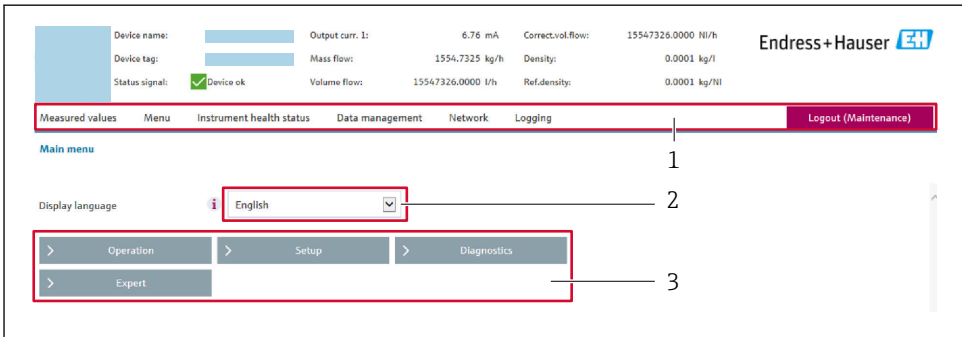 Device name: Output curr. 1: 6.76 mA Correct.vol.flow: 15547326.0000 Nl/h
Endress+Hauser EH
Device tag: Mass flow: 1554.7325 kg/h Density: 0.0001 kg/l
Status signal: Device ok Volume flow: 15547326.0000 l/h Ref.density: 0.0001 kg/Nl
Measured values Menu Instrument health status Data management Network Logging Logout (Maintenance)
1
Main menu
Display language i English 2
> Operation > Setup > Diagnostics
> Expert 3